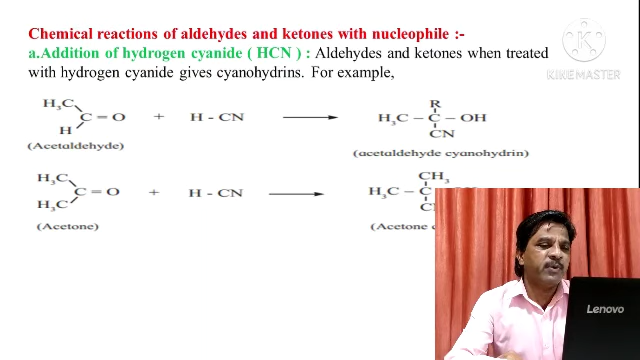 Chemical reactions of aldehydes and ketones with nucleophile :-
a.Addition of hydrogen cyanide ( HCN ) : Aldehydes and ketones when treated
with hydrogen cyanide gives cyanohydrins. For example,
KINEMASTER
H₃C
C = O + H - CN
H
(Acetaldehyde)
R
H₃C - C - OH
CN
(acetaldehyde cyanohydrin)
H₃C
C = O + H - CN
H₃C
(Acetone)
CH₃
H₃C - C
(Acetone
Lenovo